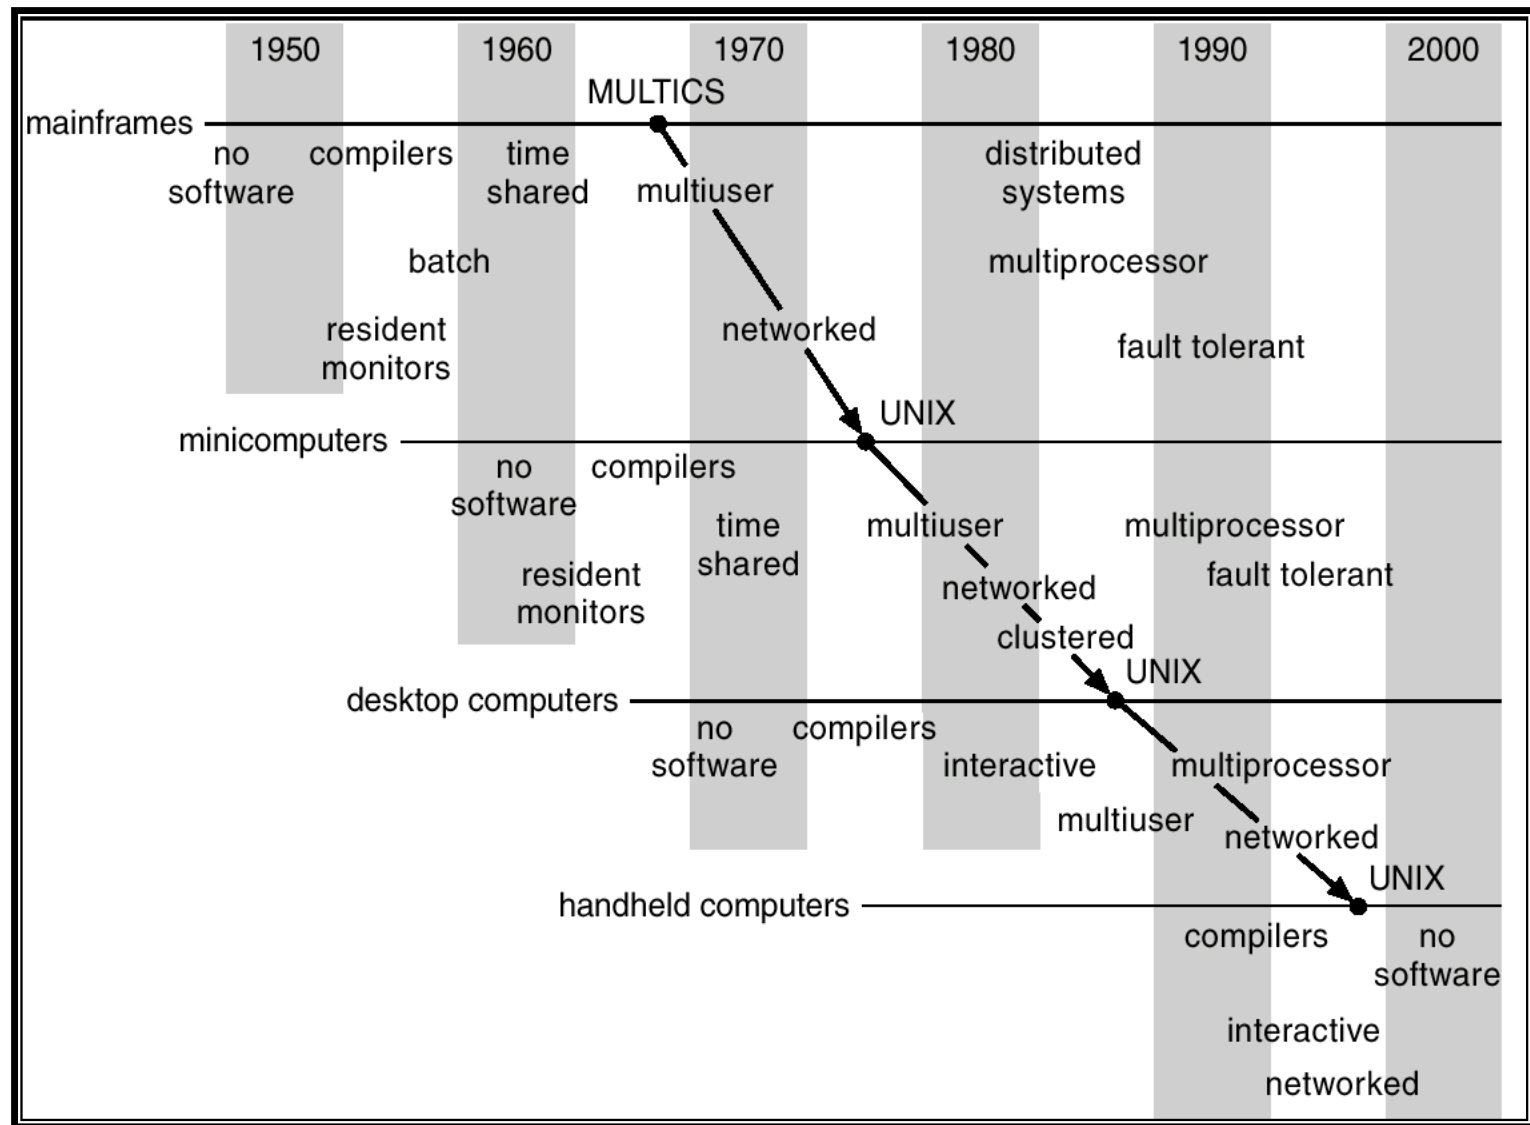 1950 1960 1970 1980 1990 2000
MULTICS
mainframes
no compilers time distributed
software shared multiuser systems
batch multiprocessor
resident networked fault tolerant
monitors
UNIX
minicomputers
no compilers
software
time multiuser multiprocessor
shared
resident networked fault tolerant
monitors
clustered
UNIX
desktop computers
no compilers
software interactive multiprocessor
multiuser
networked
UNIX
handheld computers
compilers no
software
interactive
networked